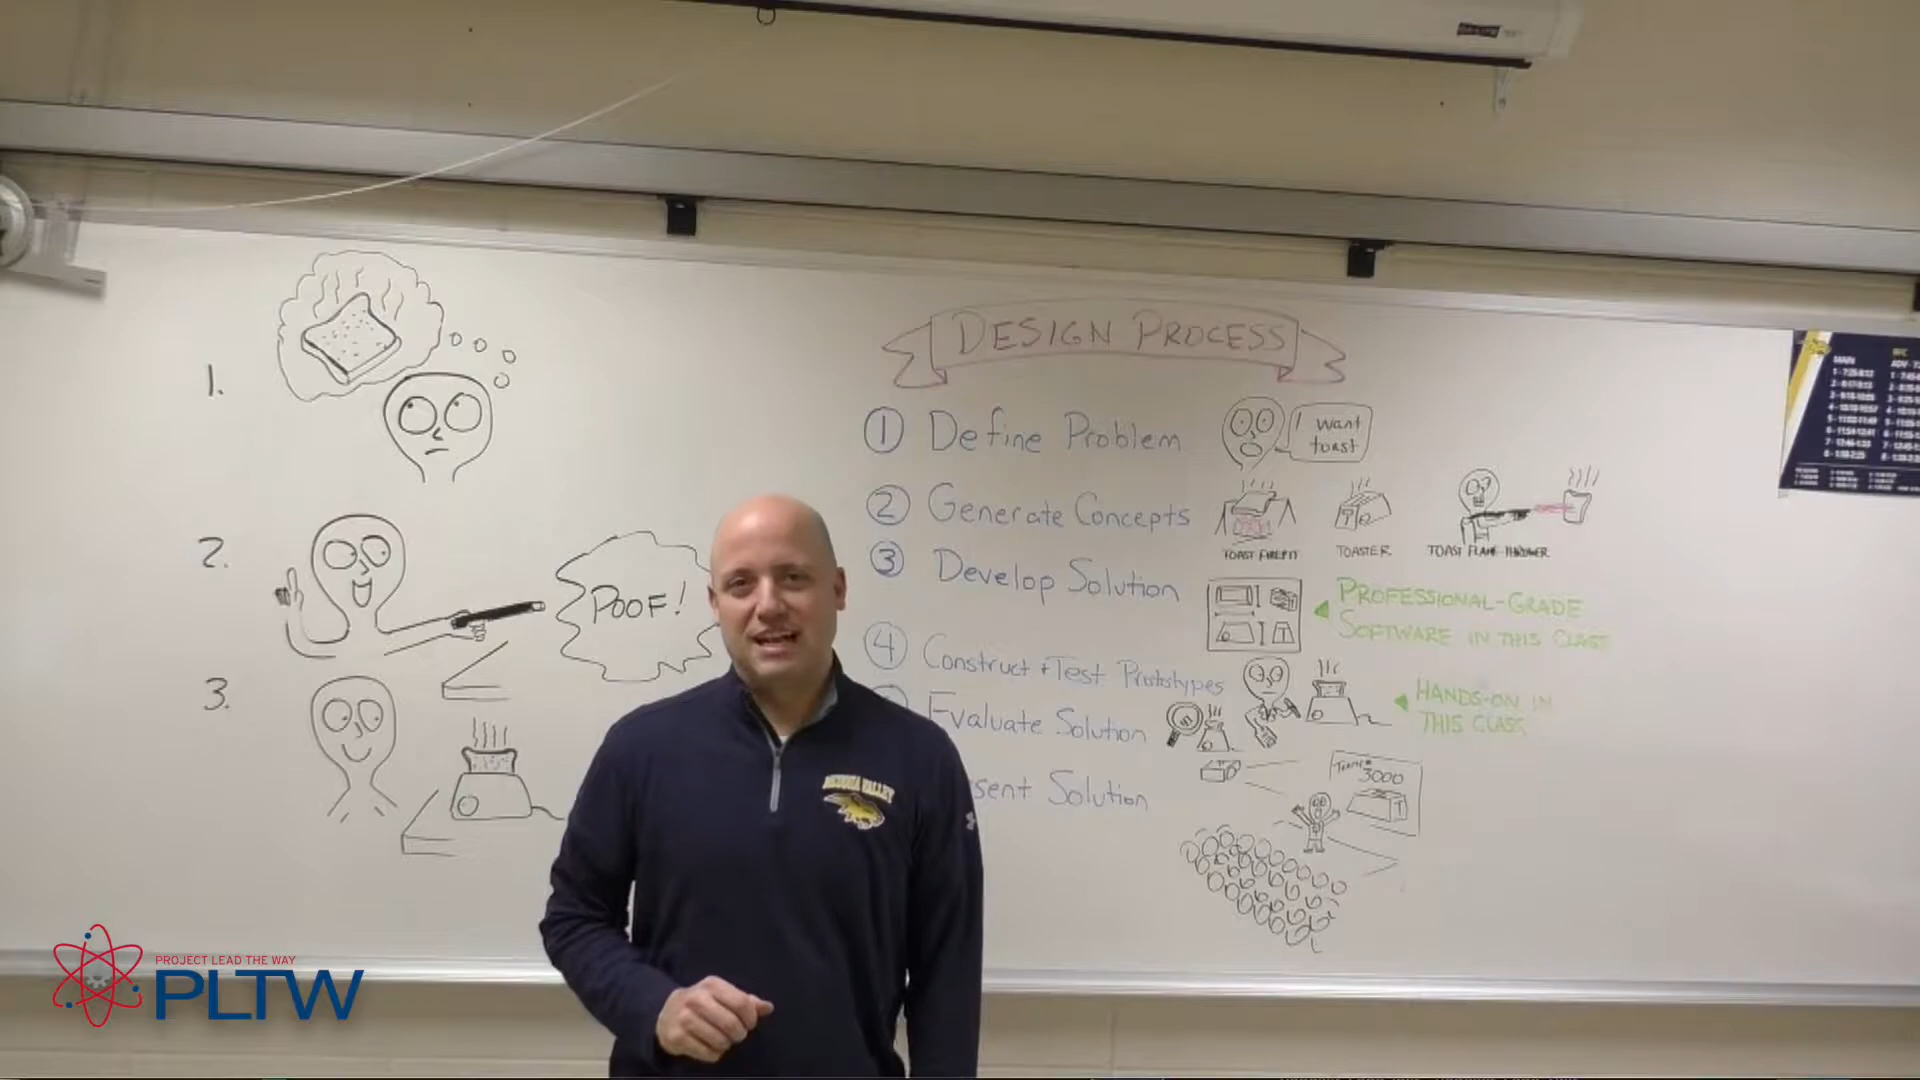 1.
2.
POOF!
3.
DESIGN PROCESS
1 Define Problem
I want
toast
2 Generate Concepts
TOAST FIREPIT
TOASTER
TOAST FLAME-THROWER
3 Develop Solution
PROFESSIONAL-GRADE
SOFTWARE IN THIS CLASS
4 Construct + Test Prototypes
HANDS-ON IN
THIS CLASS
Evaluate Solution
3000
sent Solution
MAIN
VALLEY
PROJECT LEAD THE WAY
PLTW